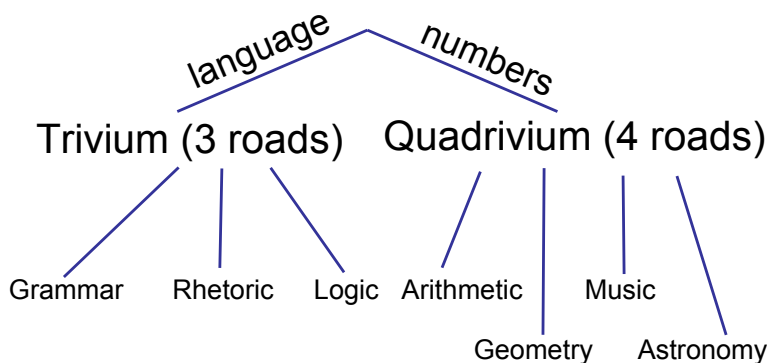 language
numbers
Trivium (3 roads)
Quadrivium (4 roads)
Grammar
Rhetoric
Logic
Arithmetic
Music
Geometry
Astronomy